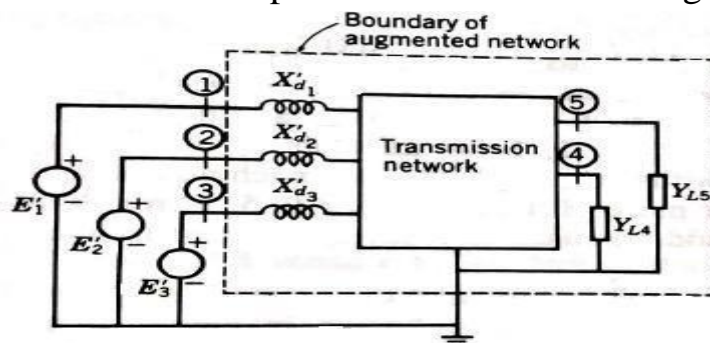 Boundary of
augmented network
1
X'd1
5
2
X'd2
Transmission
network
4
3
X'd3
YL5
YL4
+
−
E'1
+
−
E'2
+
−
E'3